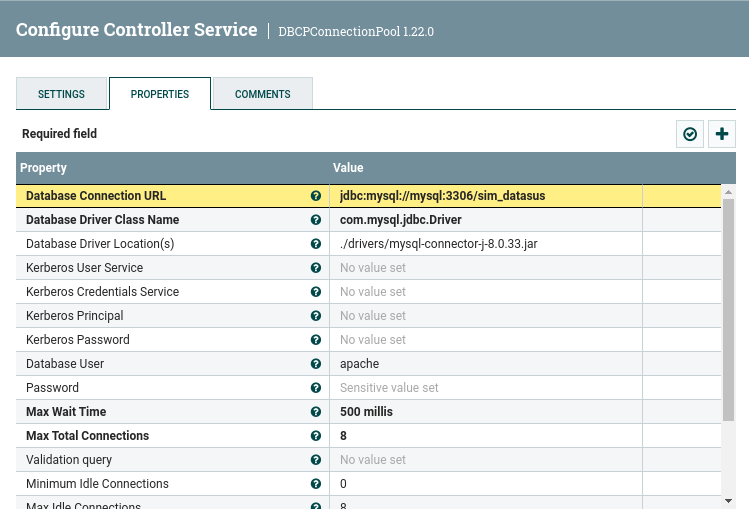 Configure Controller Service | DBCPConnectionPool 1.22.0
SETTINGS PROPERTIES COMMENTS
Required field
Property Value
Database Connection URL jdbc:mysql://mysql:3306/sim_datasus
Database Driver Class Name com.mysql.jdbc.Driver
Database Driver Location(s) ./drivers/mysql-connector-j-8.0.33.jar
Kerberos User Service No value set
Kerberos Credentials Service No value set
Kerberos Principal No value set
Kerberos Password No value set
Database User apache
Password Sensitive value set
Max Wait Time 500 millis
Max Total Connections 8
Validation query No value set
Minimum Idle Connections 0
Max Idle Connections 8